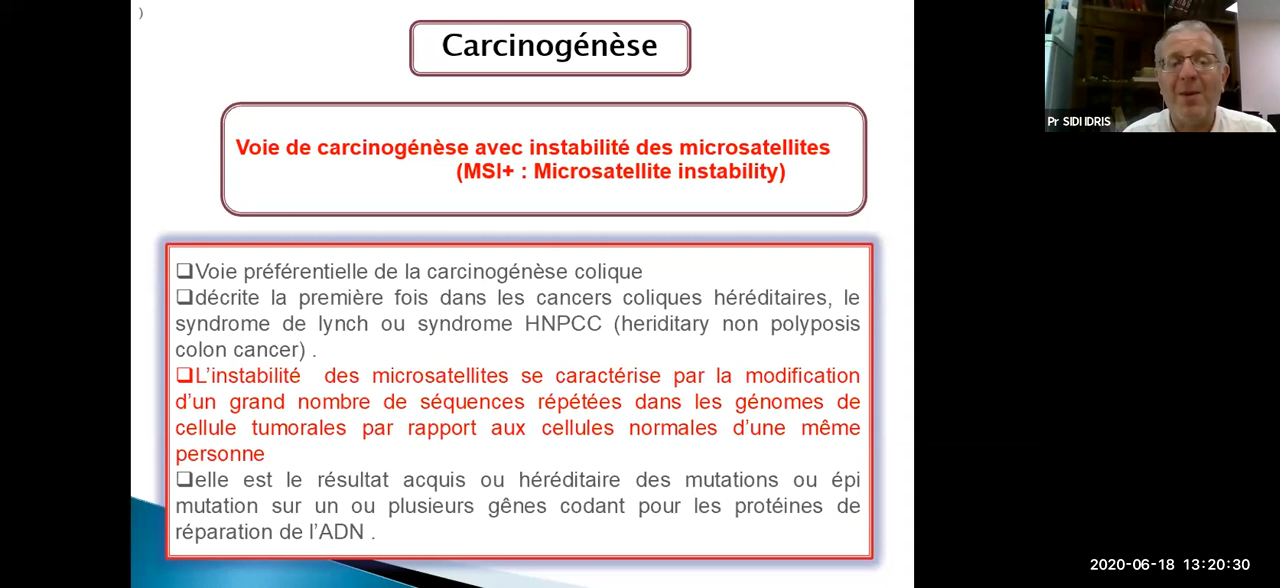 )
Carcinogénèse
Voie de carcinogénèse avec instabilité des microsatellites
(MSI+ : Microsatellite instability)
❑Voie préférentielle de la carcinogénèse colique
❑décrite la première fois dans les cancers coliques héréditaires, le
syndrome de lynch ou syndrome HNPCC (heriditary non polyposis
colon cancer) .
❑L’instabilité des microsatellites se caractérise par la modification
d’un grand nombre de séquences répétées dans les génomes de
cellule tumorales par rapport aux cellules normales d’une même
personne
❑elle est le résultat acquis ou héréditaire des mutations ou épi
mutation sur un ou plusieurs gênes codant pour les protéines de
réparation de l’ADN .
Pr SIDI IDRIS
2020-06-18 13:20:30